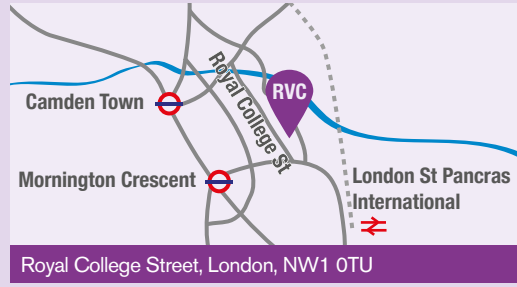 RVC
Camden Town
Royal College St
Mornington Crescent
London St Pancras
International
Royal College Street, London, NW1 0TU